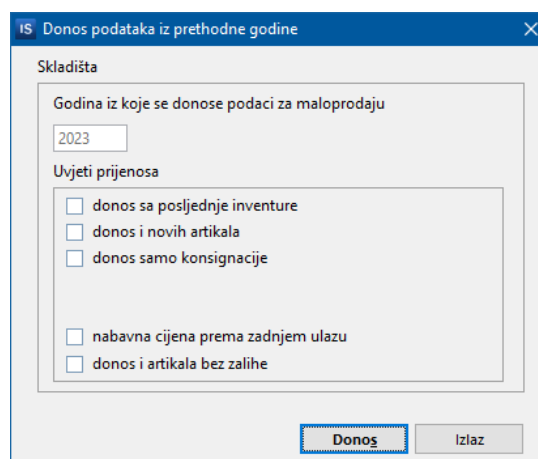 IS Donos podataka iz prethodne godine
Skladišta
Godina iz koje se donose podaci za maloprodaju
2023
Uvjeti prijenosa
donos sa posljednje inventure
donos i novih artikala
donos samo konsignacije
nabavna cijena prema zadnjem ulazu
donos i artikala bez zalihe
Donos Izlaz